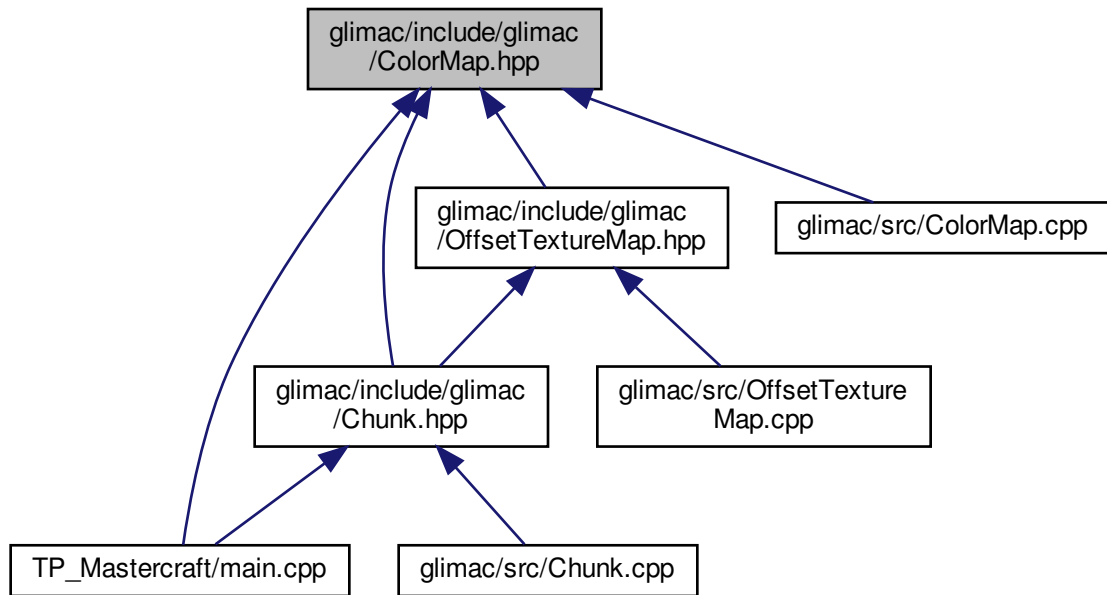 glimac/include/glimac
/ColorMap.hpp
glimac/include/glimac
/OffsetTextureMap.hpp
glimac/src/ColorMap.cpp
glimac/include/glimac
/Chunk.hpp
glimac/src/OffsetTexture
Map.cpp
TP_Mastercraft/main.cpp
glimac/src/Chunk.cpp